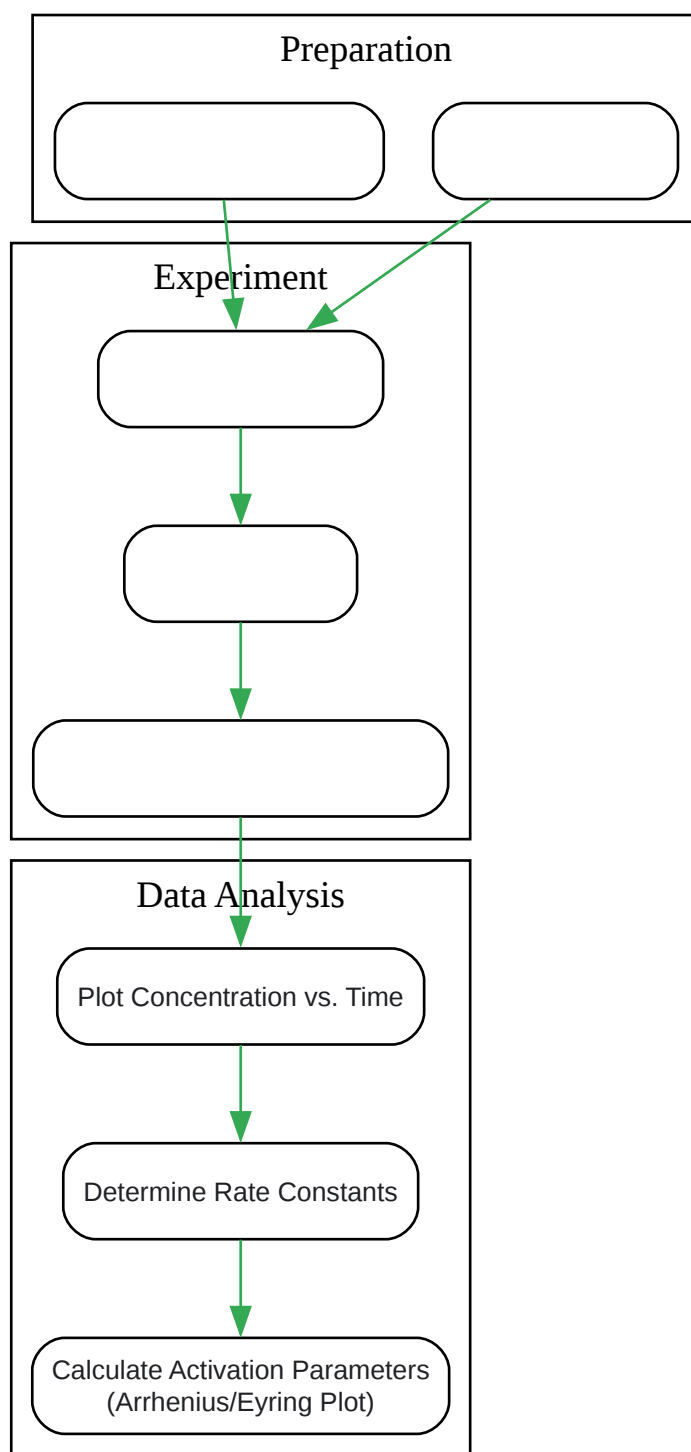 Preparation
Experiment
Data Analysis
Plot Concentration vs. Time
Determine Rate Constants
Calculate Activation Parameters
(Arrhenius/Eyring Plot)